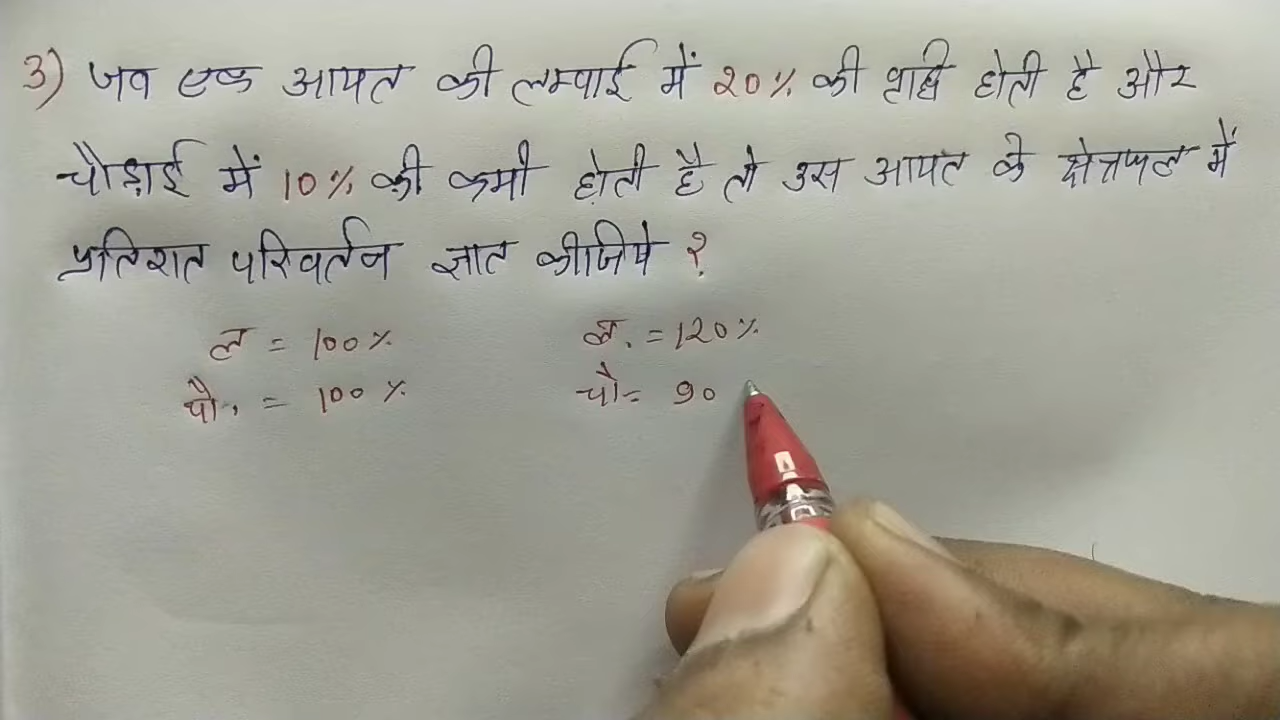 3) जब एक आयत की लम्बाई में 20% की वृद्धि होती है और
चौड़ाई में 10% की कमी होती है तो उस आयत के क्षेत्रफल में
प्रतिशत परिवर्तन ज्ञात कीजिये ?
ल = 100% ल. = 120%
चौ. = 100% चौ = 90